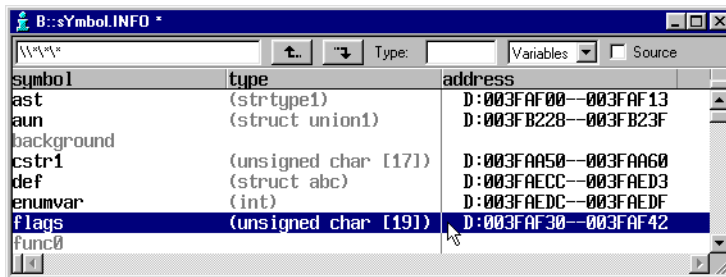 B::sYmbol.INFO *
\\*\*\* Type: Variables Source
symbol type address
ast (strtype1) D:003FAF00--003FAF13
aun (struct union1) D:003FB228--003FB23F
background
cstr1 (unsigned char [17]) D:003FAA50--003FAA60
def (struct abc) D:003FAECC--003FAED3
enumvar (int) D:003FAEDC--003FAEDF
flags (unsigned char [19]) D:003FAF30--003FAF42
func0